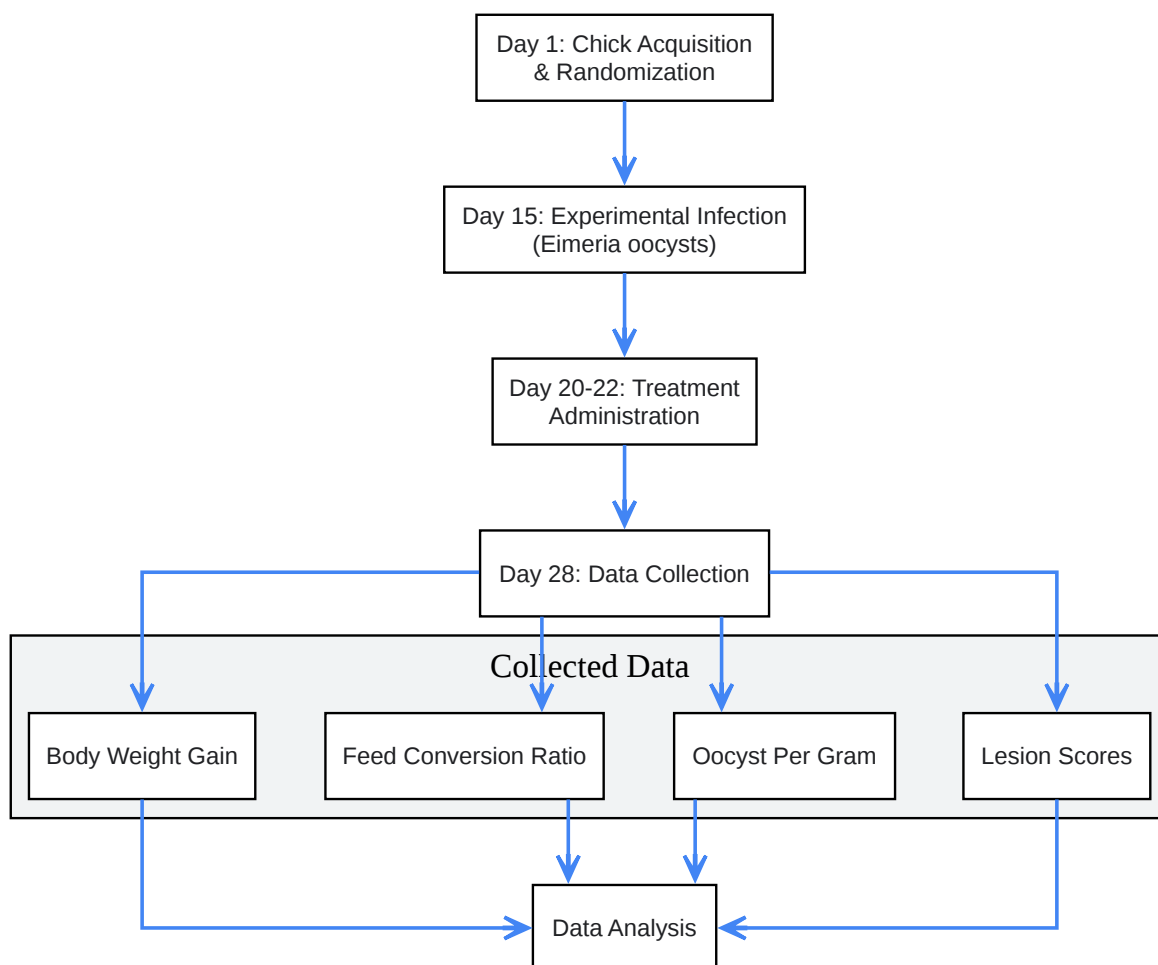 Day 1: Chick Acquisition
& Randomization
Day 15: Experimental Infection
(Eimeria oocysts)
Day 20-22: Treatment
Administration
Day 28: Data Collection
Collected Data
Body Weight Gain
Feed Conversion Ratio
Oocyst Per Gram
Lesion Scores
Data Analysis